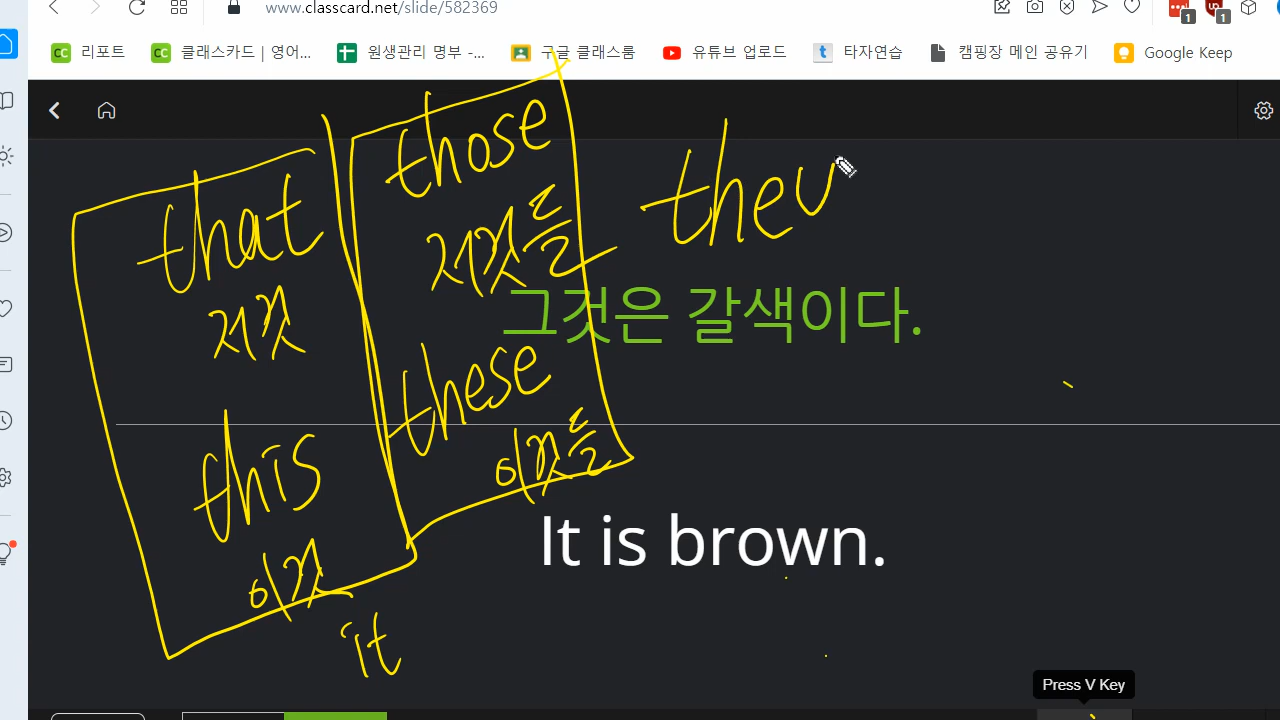 www.classcard.net/slide/582369
1
1
리포트
클래스카드 | 영어...
원생관리 명부 -...
구글 클래스룸
유튜브 업로드
타자연습
캠핑장 메인 공유기
Google Keep
those
저것들
that
저것
the
그것은 갈색이다.
these
이것들
this
이것
it
It is brown.
Press V Key